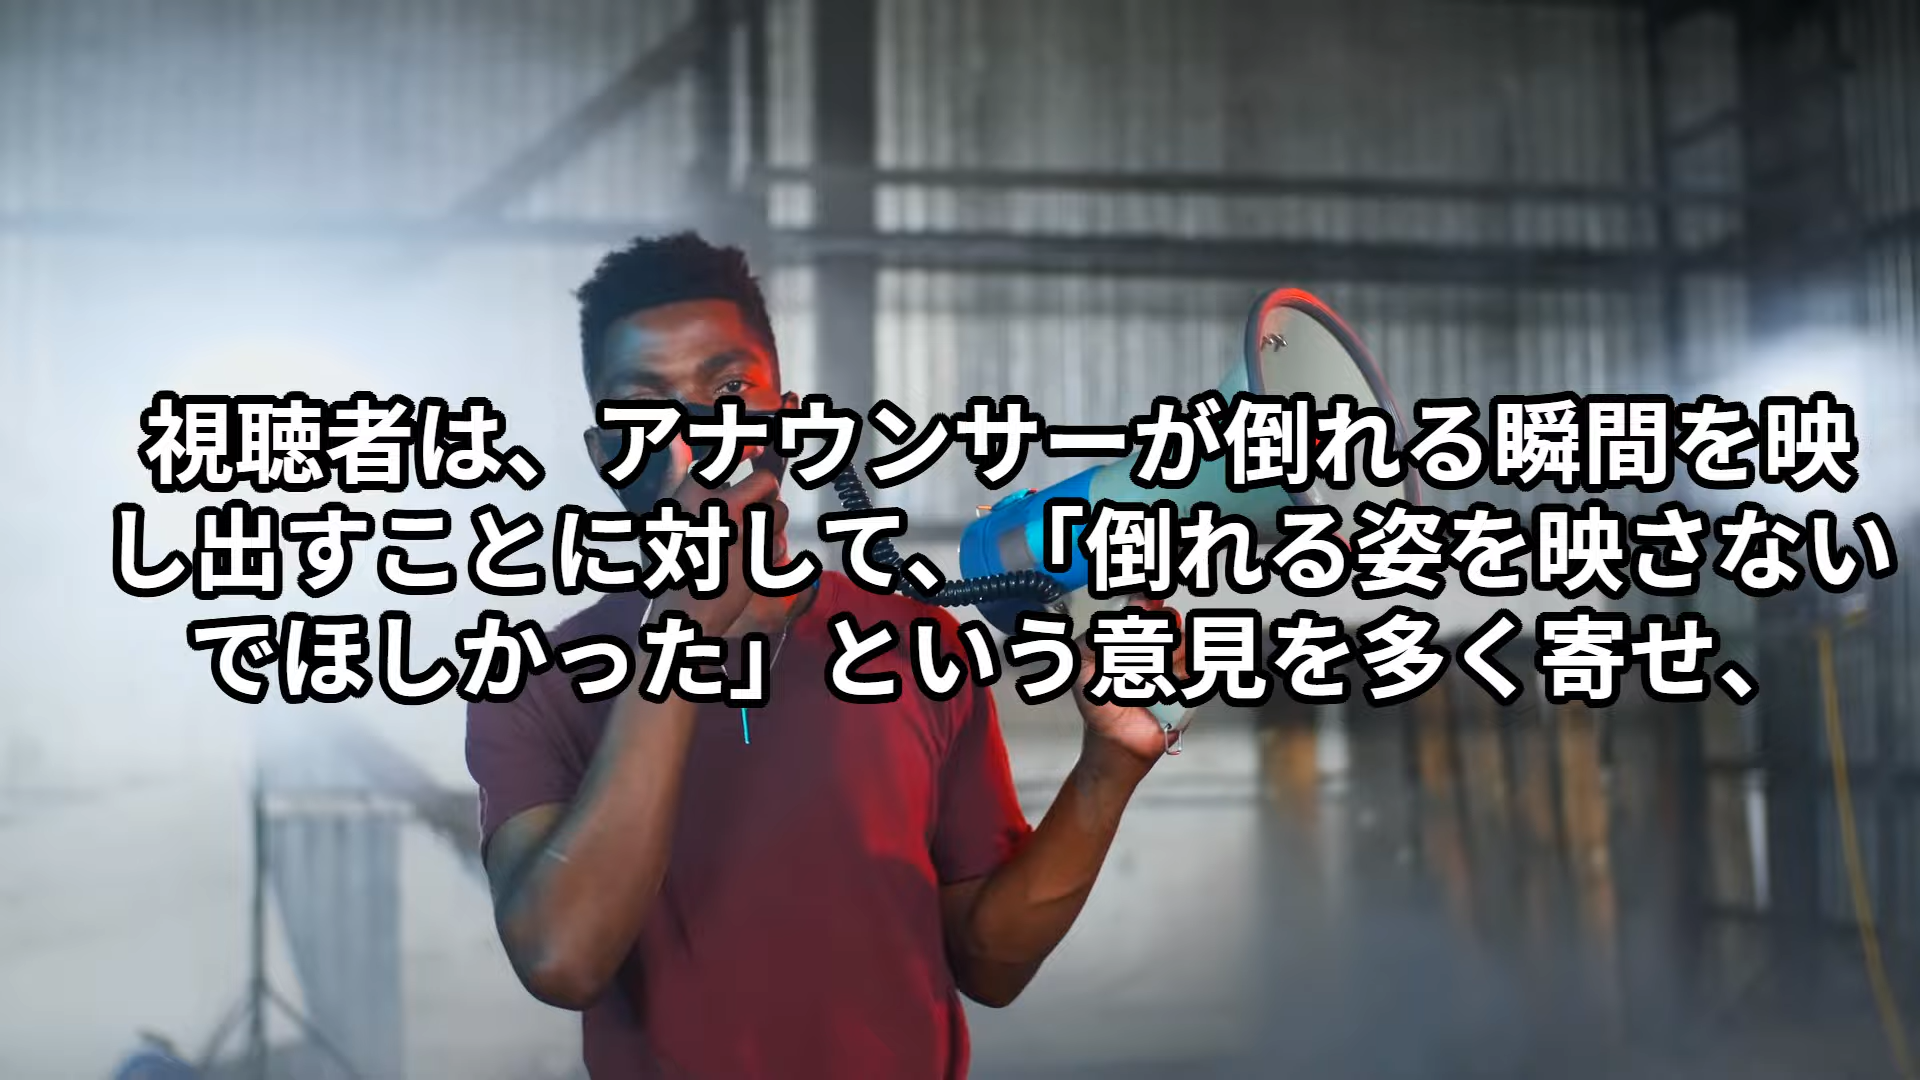 視聴者は、アナウンサーが倒れる瞬間を映
し出すことに対して、「倒れる姿を映さない
でほしかった」という意見を多く寄せ、